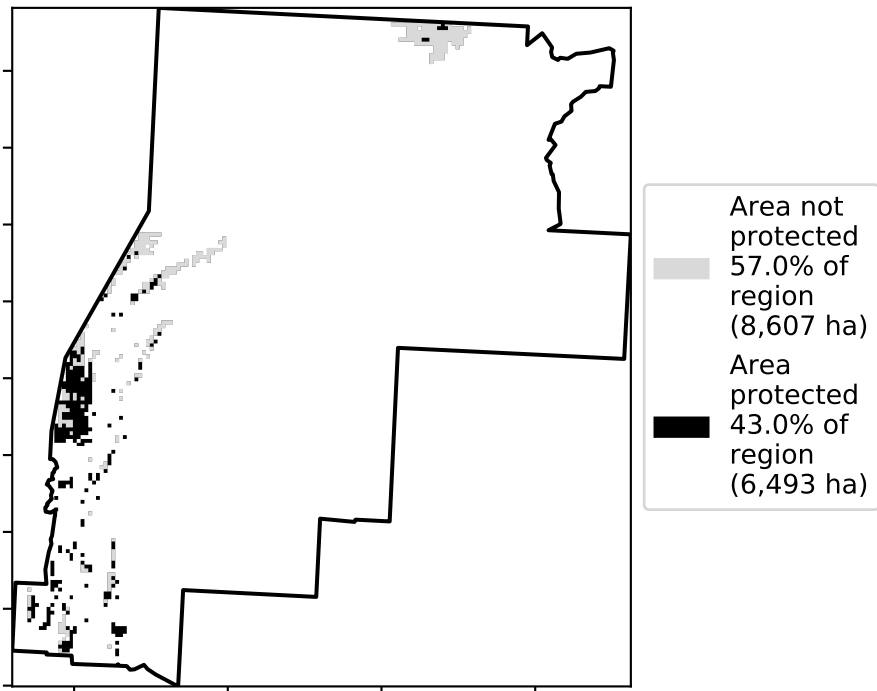 Area not
protected
57.0% of
region
(8,607 ha)
Area
protected
43.0% of
region
(6,493 ha)